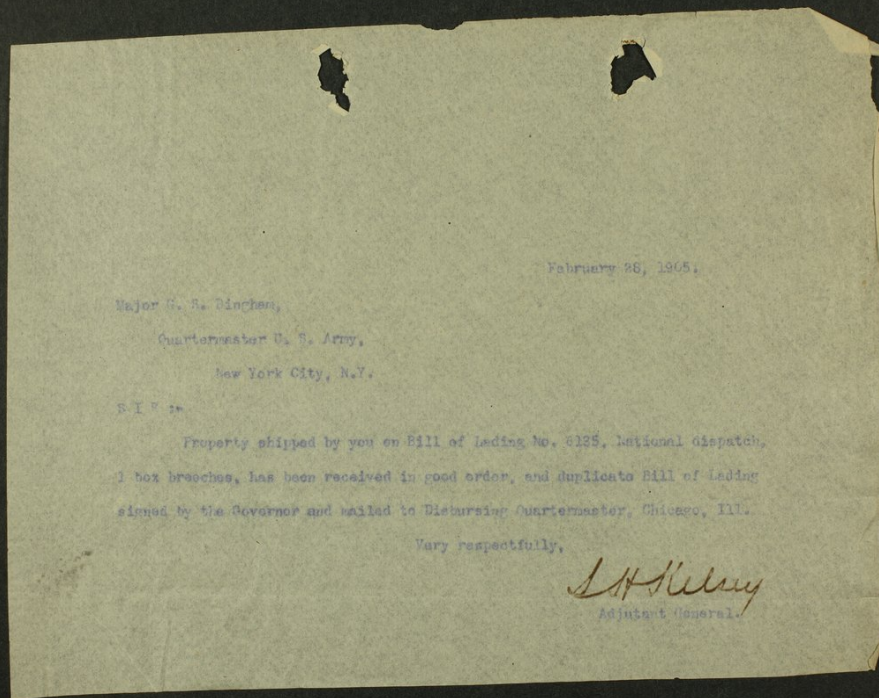 February 28, 1905.
Major G. S. Bingham,
Quartermaster U. S. Army,
New York City, N.Y.
S I R :-
Property shipped by you on Bill of Lading No. 6125, National dispatch,
1 box breeches, has been received in good order, and duplicate Bill of Lading
signed by the Governor and mailed to Disbursing Quartermaster, Chicago, Ill.
Very respectfully,
S H Kelsey
Adjutant General.